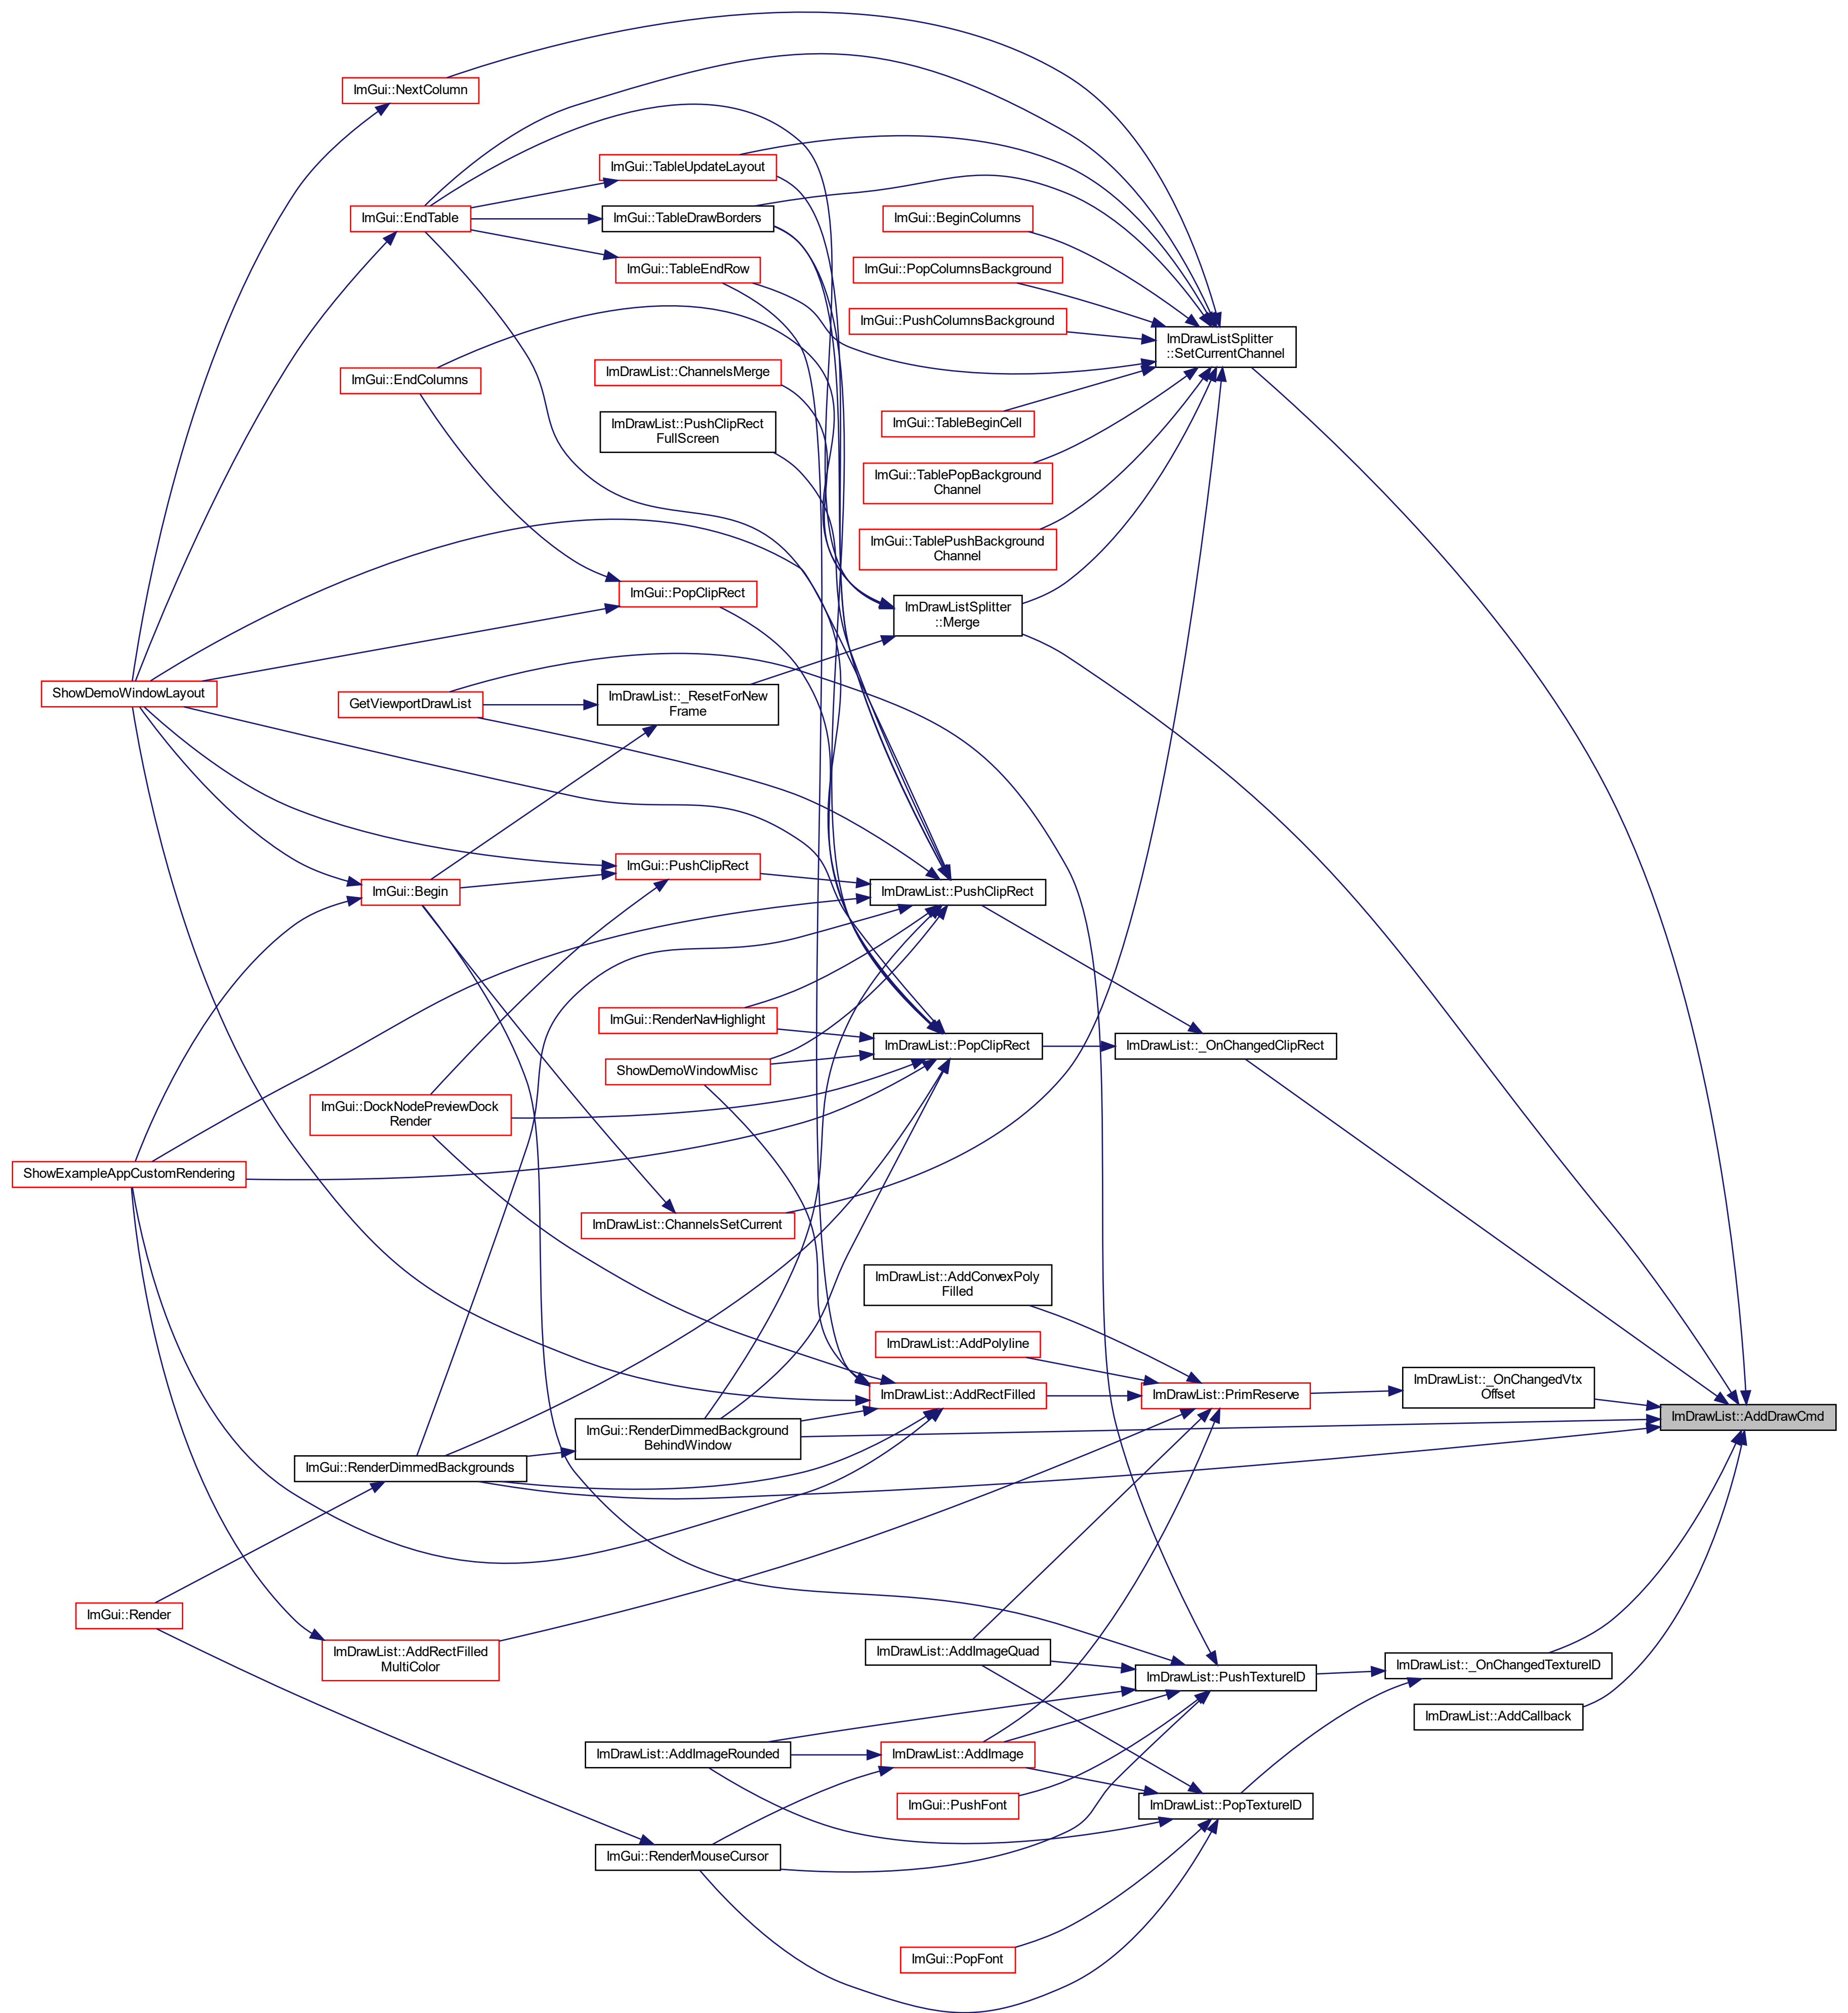 ImGui::NextColumn
ImGui::TableUpdateLayout
ImGui::EndTable
ImGui::TableDrawBorders
ImGui::BeginColumns
ImGui::TableEndRow
ImGui::PopColumnsBackground
ImGui::PushColumnsBackground
ImDrawListSplitter
::SetCurrentChannel
ImGui::EndColumns
ImDrawList::ChannelsMerge
ImDrawList::PushClipRect
FullScreen
ImGui::TableBeginCell
ImGui::TablePopBackground
Channel
ImGui::TablePushBackground
Channel
ImGui::PopClipRect
ImDrawListSplitter
::Merge
ShowDemoWindowLayout
GetViewportDrawList
ImDrawList::_ResetForNew
Frame
ImGui::Begin
ImGui::PushClipRect
ImDrawList::PushClipRect
ImGui::RenderNavHighlight
ImDrawList::PopClipRect
ImDrawList::_OnChangedClipRect
ShowDemoWindowMisc
ImGui::DockNodePreviewDock
Render
ShowExampleAppCustomRendering
ImDrawList::ChannelsSetCurrent
ImDrawList::AddConvexPoly
Filled
ImDrawList::AddPolyline
ImDrawList::AddRectFilled
ImDrawList::PrimReserve
ImDrawList::_OnChangedVtx
Offset
ImDrawList::AddDrawCmd
ImGui::RenderDimmedBackground
BehindWindow
ImGui::RenderDimmedBackgrounds
ImGui::Render
ImDrawList::AddRectFilled
MultiColor
ImDrawList::AddImageQuad
ImDrawList::PushTextureID
ImDrawList::_OnChangedTextureID
ImDrawList::AddCallback
ImDrawList::AddImageRounded
ImDrawList::AddImage
ImGui::PushFont
ImDrawList::PopTextureID
ImGui::RenderMouseCursor
ImGui::PopFont